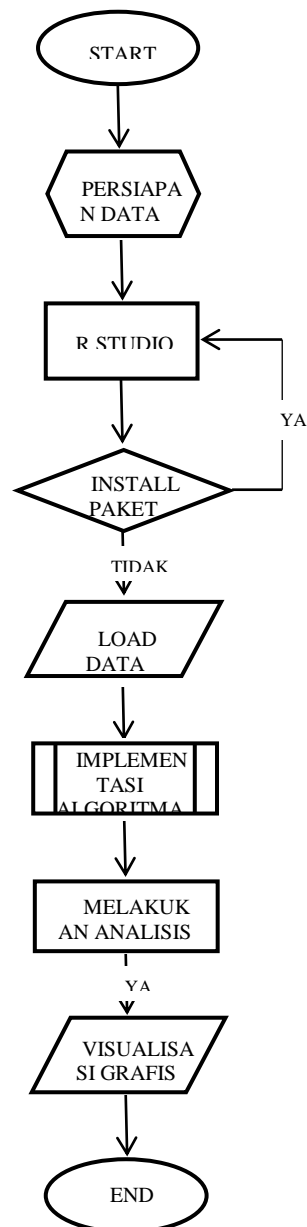 START
PERSIAPA
N DATA
R STUDIO
YA
INSTALL
PAKET
TIDAK
LOAD
DATA
IMPLEMEN
TASI
ALGORITMA
MELAKUK
AN ANALISIS
YA
VISUALISA
SI GRAFIS
END